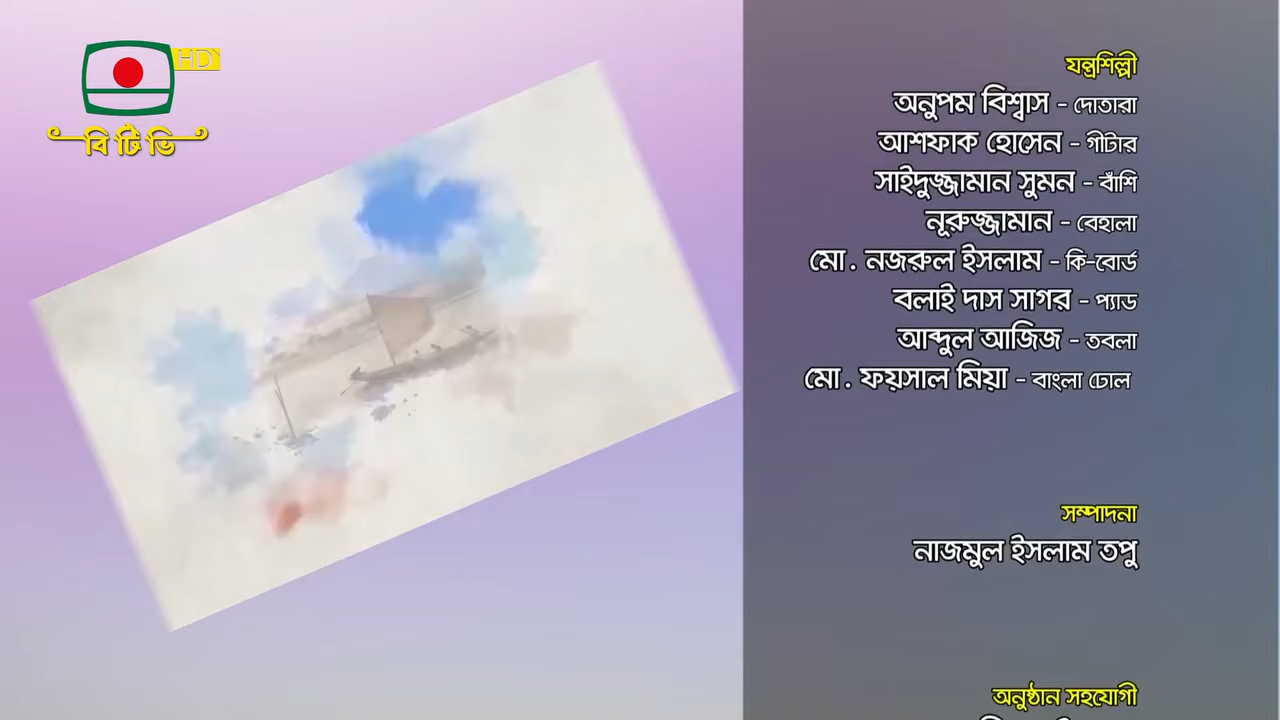 HD
বি টি ভি
যন্ত্রশিল্পী
অনুপম বিশ্বাস - দোতারা
আশফাক হোসেন - গীটার
সাইদুজ্জামান সুমন - বাঁশি
নূরুজ্জামান - বেহালা
মো. নজরুল ইসলাম - কি-বোর্ড
বলাই দাস সাগর - প্যাড
আব্দুল আজিজ - তবলা
মো. ফয়সাল মিয়া - বাংলা ঢোল
সম্পাদনা
নাজমুল ইসলাম তপু
অনুষ্ঠান সহযোগী